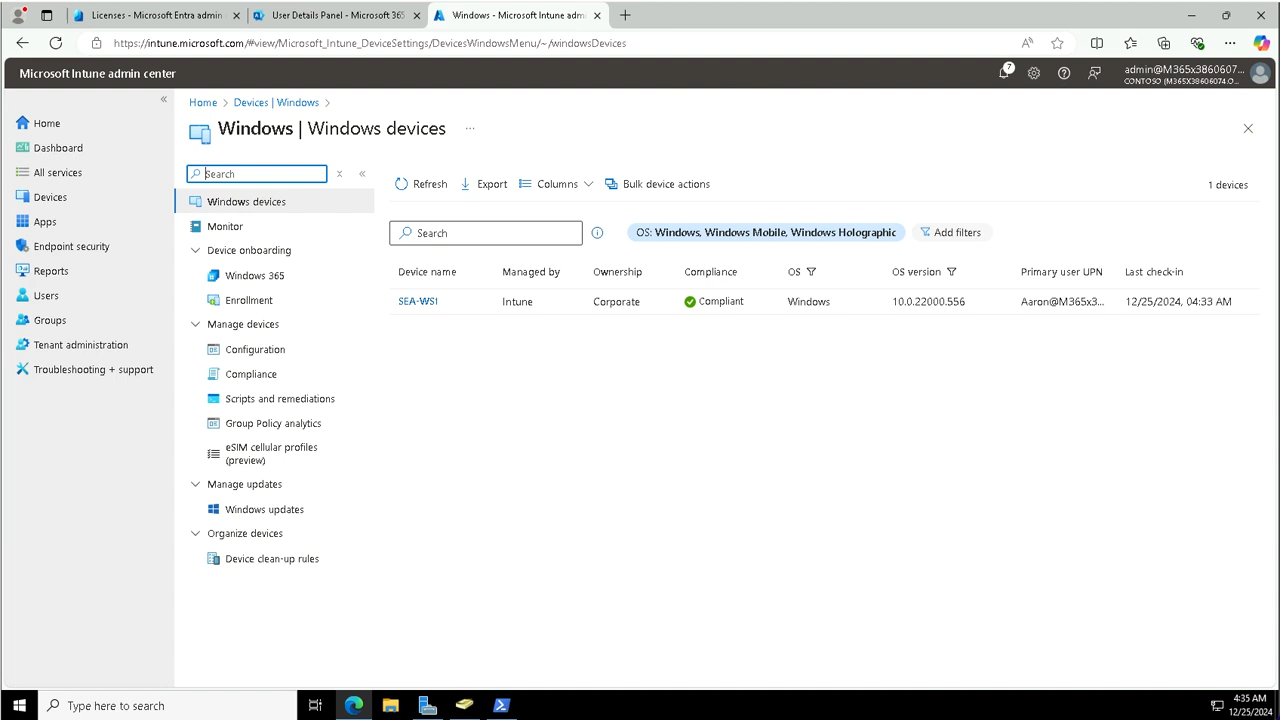 Licenses - Microsoft Entra admin
User Details Panel - Microsoft 365
Windows - Microsoft Intune admin
https://intune.microsoft.com/#view/Microsoft_Intune_DeviceSettings/DevicesWindowsMenu/~/windowsDevices
Microsoft Intune admin center
7
admin@M365x3860607...
CONTOSO (M365X38606074.O...
Home
Dashboard
All services
Devices
Apps
Endpoint security
Reports
Users
Groups
Tenant administration
Troubleshooting + support
Home > Devices | Windows >
Windows | Windows devices ...
Search
Windows devices
Monitor
Device onboarding
Windows 365
Enrollment
Manage devices
Configuration
Compliance
Scripts and remediations
Group Policy analytics
eSIM cellular profiles
(preview)
Manage updates
Windows updates
Organize devices
Device clean-up rules
Refresh Export Columns Bulk device actions 1 devices
Search OS: Windows, Windows Mobile, Windows Holographic Add filters
Device name Managed by Ownership Compliance OS OS version Primary user UPN Last check-in
SEA-WS1 Intune Corporate Compliant Windows 10.0.22000.556 Aaron@M365x3... 12/25/2024, 04:33 AM
Type here to search
4:35 AM
12/25/2024